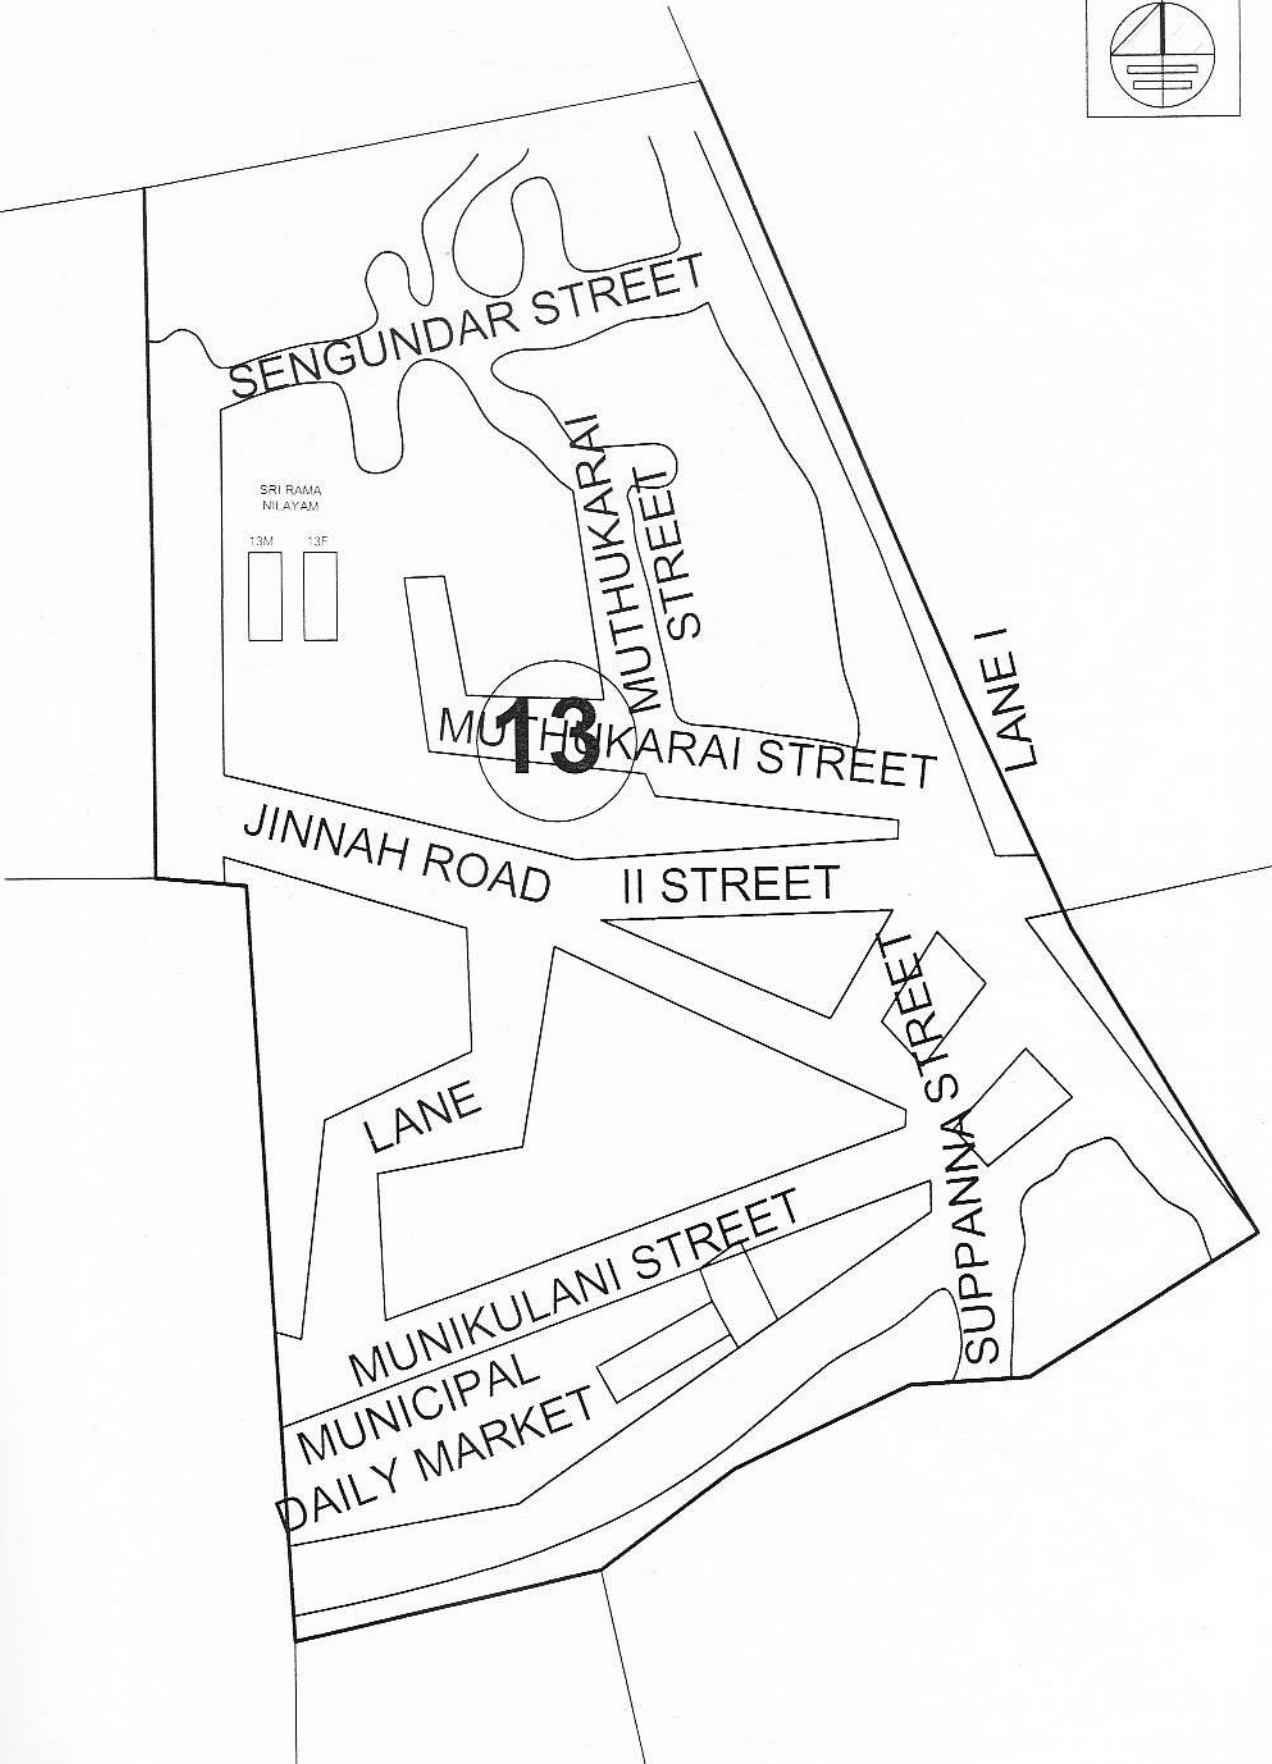 SENGUNDAR STREET
MUTHUKARAI
STREET
SRI RAMA
NILAYAM
13M 13F
LANE I
13
MUTHUKARAI STREET
JINNAH ROAD
II STREET
SUPPANNA STREET
LANE
MUNIKULANI STREET
MUNICIPAL
DAILY MARKET